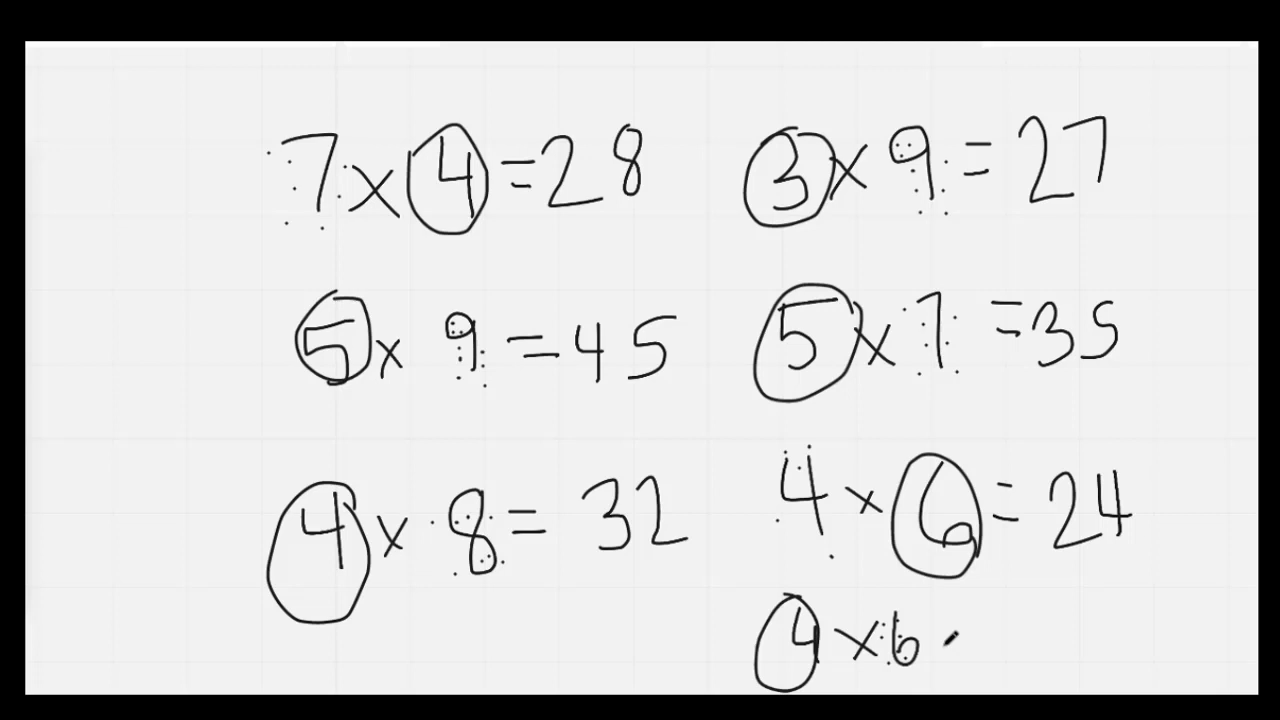 7 x 4 = 28 3 x 9 = 27
5 x 9 = 45 5 x 7 = 35
4 x 8 = 32 4 x 6 = 24
4 x 6